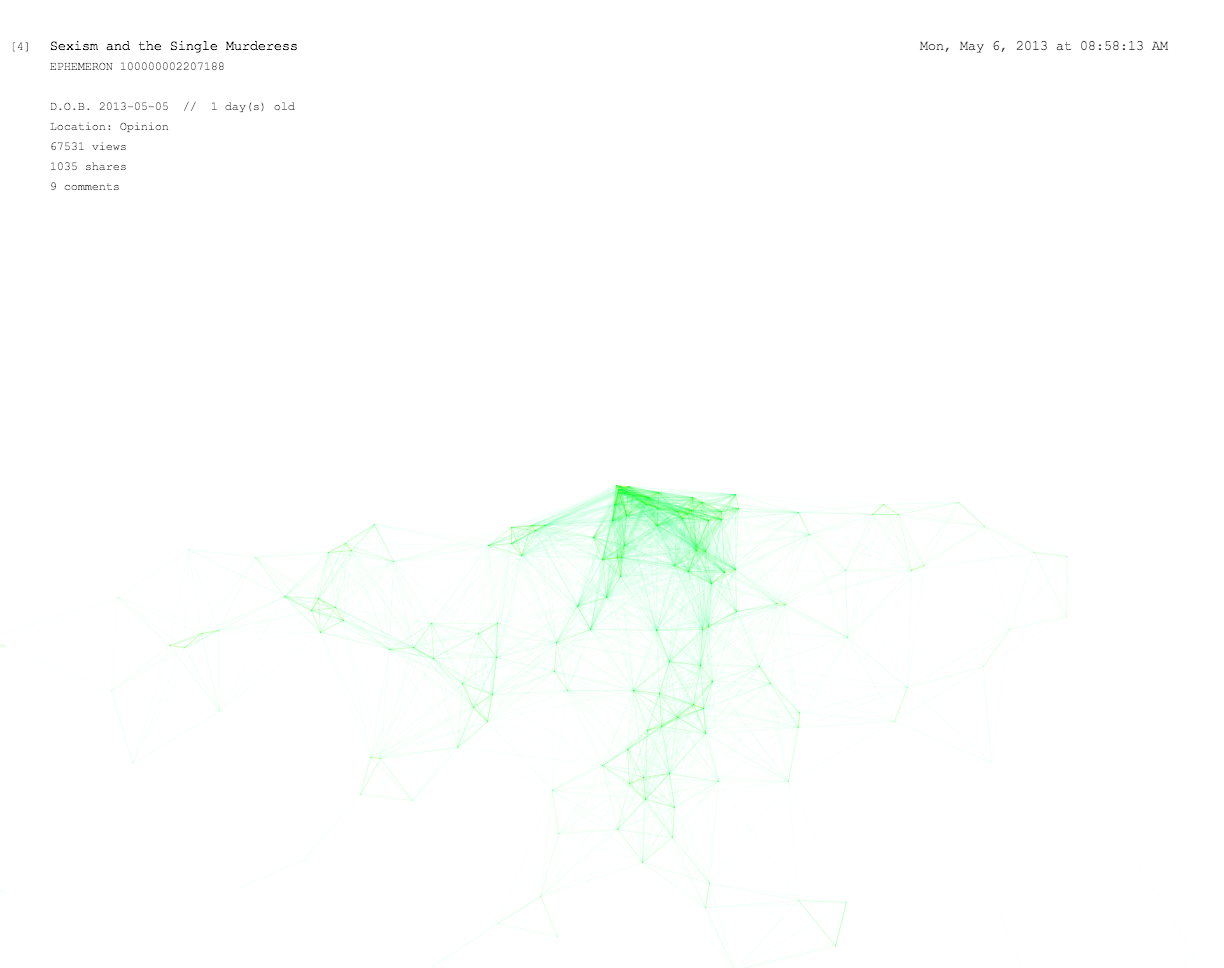 [4] Sexism and the Single Murderess Mon, May 6, 2013 at 08:58:13 AM
EPHEMERON 100000002207188
D.O.B. 2013-05-05 // 1 day(s) old
Location: Opinion
67531 views
1035 shares
9 comments